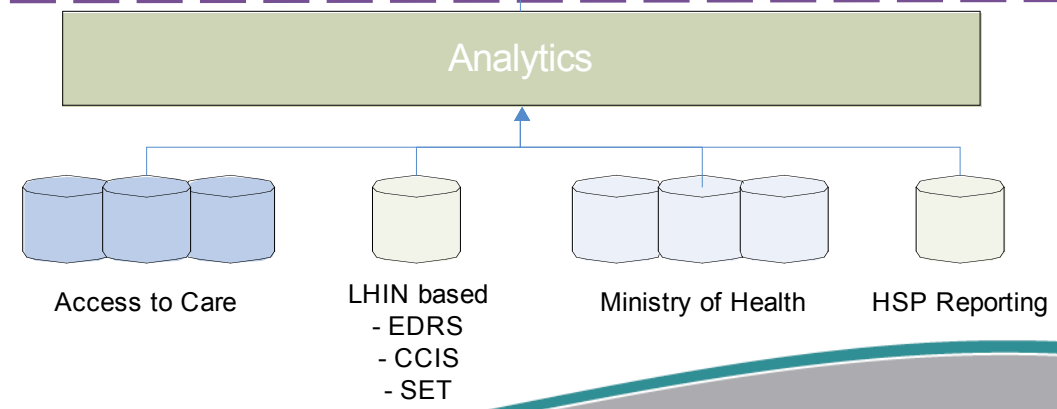 Analytics
Access to Care
LHIN based
- EDRS
- CCIS
- SET
Ministry of Health
HSP Reporting